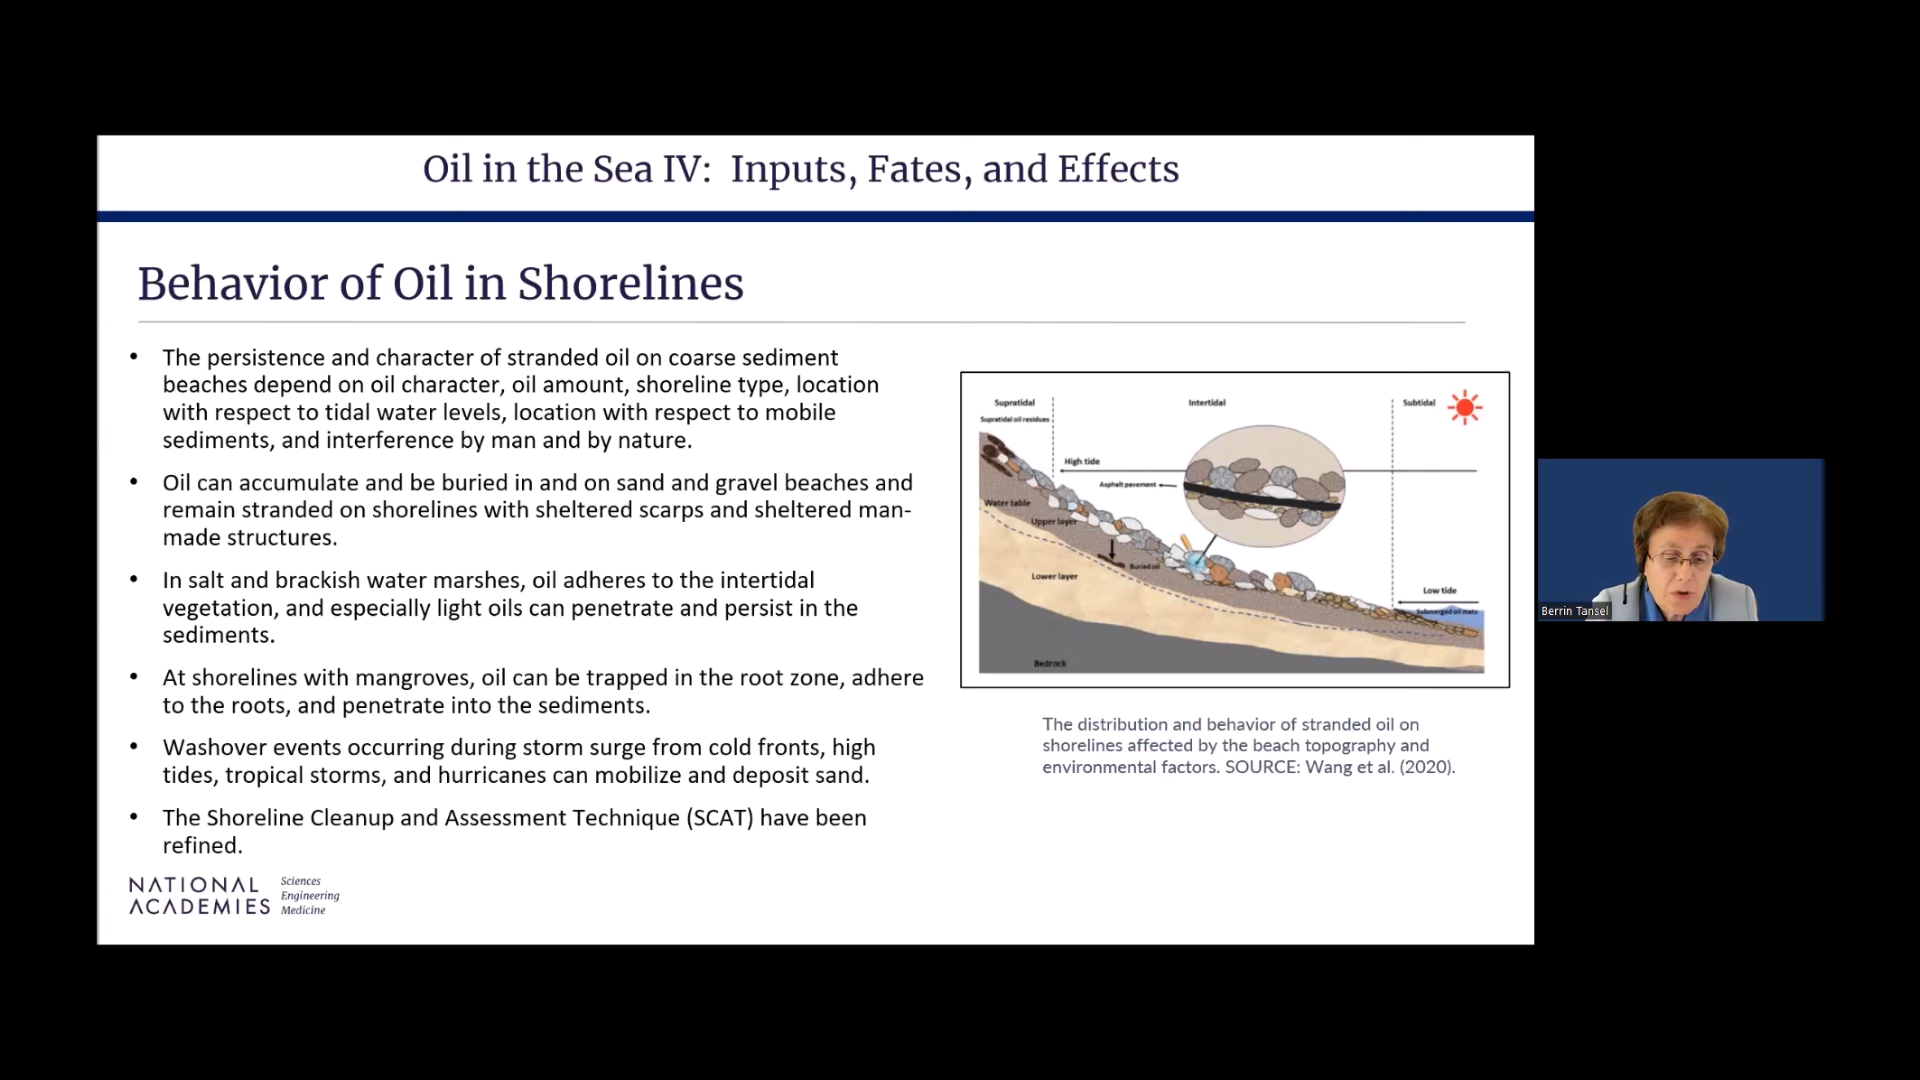 Oil in the Sea IV:  Inputs, Fates, and Effects
Behavior of Oil in Shorelines
• The persistence and character of stranded oil on coarse sediment
beaches depend on oil character, oil amount, shoreline type, location
with respect to tidal water levels, location with respect to mobile
sediments, and interference by man and by nature.
• Oil can accumulate and be buried in and on sand and gravel beaches and
remain stranded on shorelines with sheltered scarps and sheltered man-
made structures.
• In salt and brackish water marshes, oil adheres to the intertidal
vegetation, and especially light oils can penetrate and persist in the
sediments.
• At shorelines with mangroves, oil can be trapped in the root zone, adhere
to the roots, and penetrate into the sediments.
• Washover events occurring during storm surge from cold fronts, high
tides, tropical storms, and hurricanes can mobilize and deposit sand.
• The Shoreline Cleanup and Assessment Technique (SCAT) have been
refined.
Supratidal
Intertidal
Subtidal
Supratidal oil residues
High tide
Asphalt pavement
Water table
Upper layer
Buried oil
Lower layer
Low tide
Submerged oil mats
Bedrock
The distribution and behavior of stranded oil on
shorelines affected by the beach topography and
environmental factors. SOURCE: Wang et al. (2020).
Berrin Tansel
NATIONAL
ACADEMIES
Sciences
Engineering
Medicine